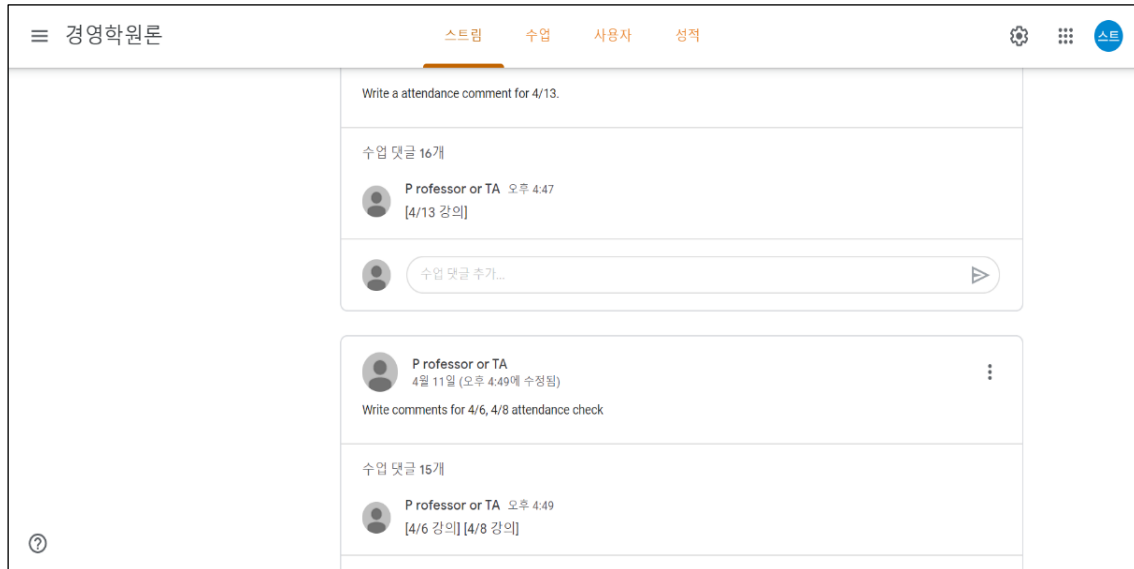 경영학원론
스트림 수업 사용자 성적
스트
Write a attendance comment for 4/13.
수업 댓글 16개
P rofessor or TA 오후 4:47
[4/13 강의]
수업 댓글 추가...
P rofessor or TA
4월 11일 (오후 4:49에 수정됨)
Write comments for 4/6, 4/8 attendance check
수업 댓글 15개
P rofessor or TA 오후 4:49
[4/6 강의] [4/8 강의]